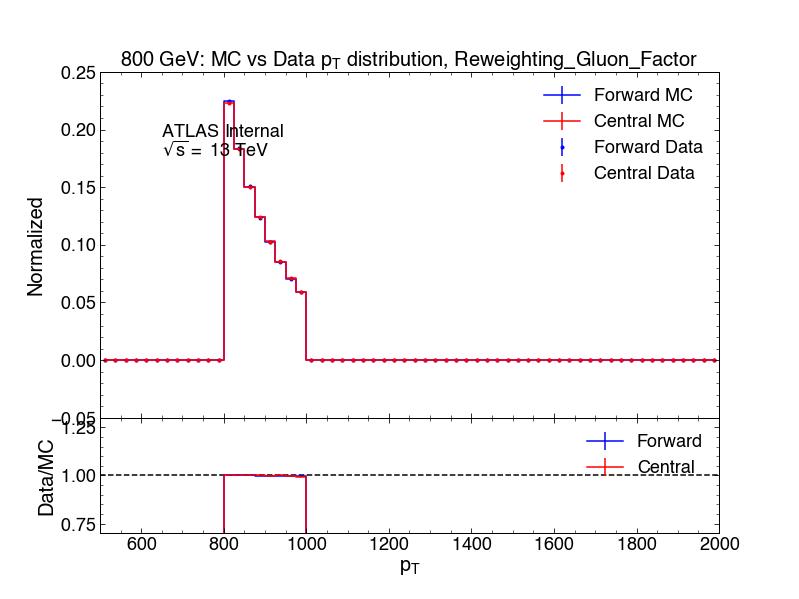 800 GeV: MC vs Data pT distribution, Reweighting_Gluon_Factor
0.25
0.20
0.15
0.10
0.05
0.00
−0.05
Normalized
ATLAS Internal
√s = 13 TeV
Forward MC
Central MC
Forward Data
Central Data
1.25
1.00
0.75
Data/MC
Forward
Central
600 800 1000 1200 1400 1600 1800 2000
pT